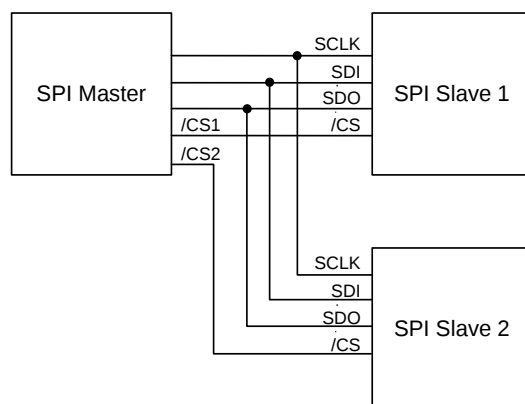 SPI Master
/CS1
/CS2
SCLK
SDI
SDO
/CS
SPI Slave 1
SCLK
SDI
SDO
/CS
SPI Slave 2